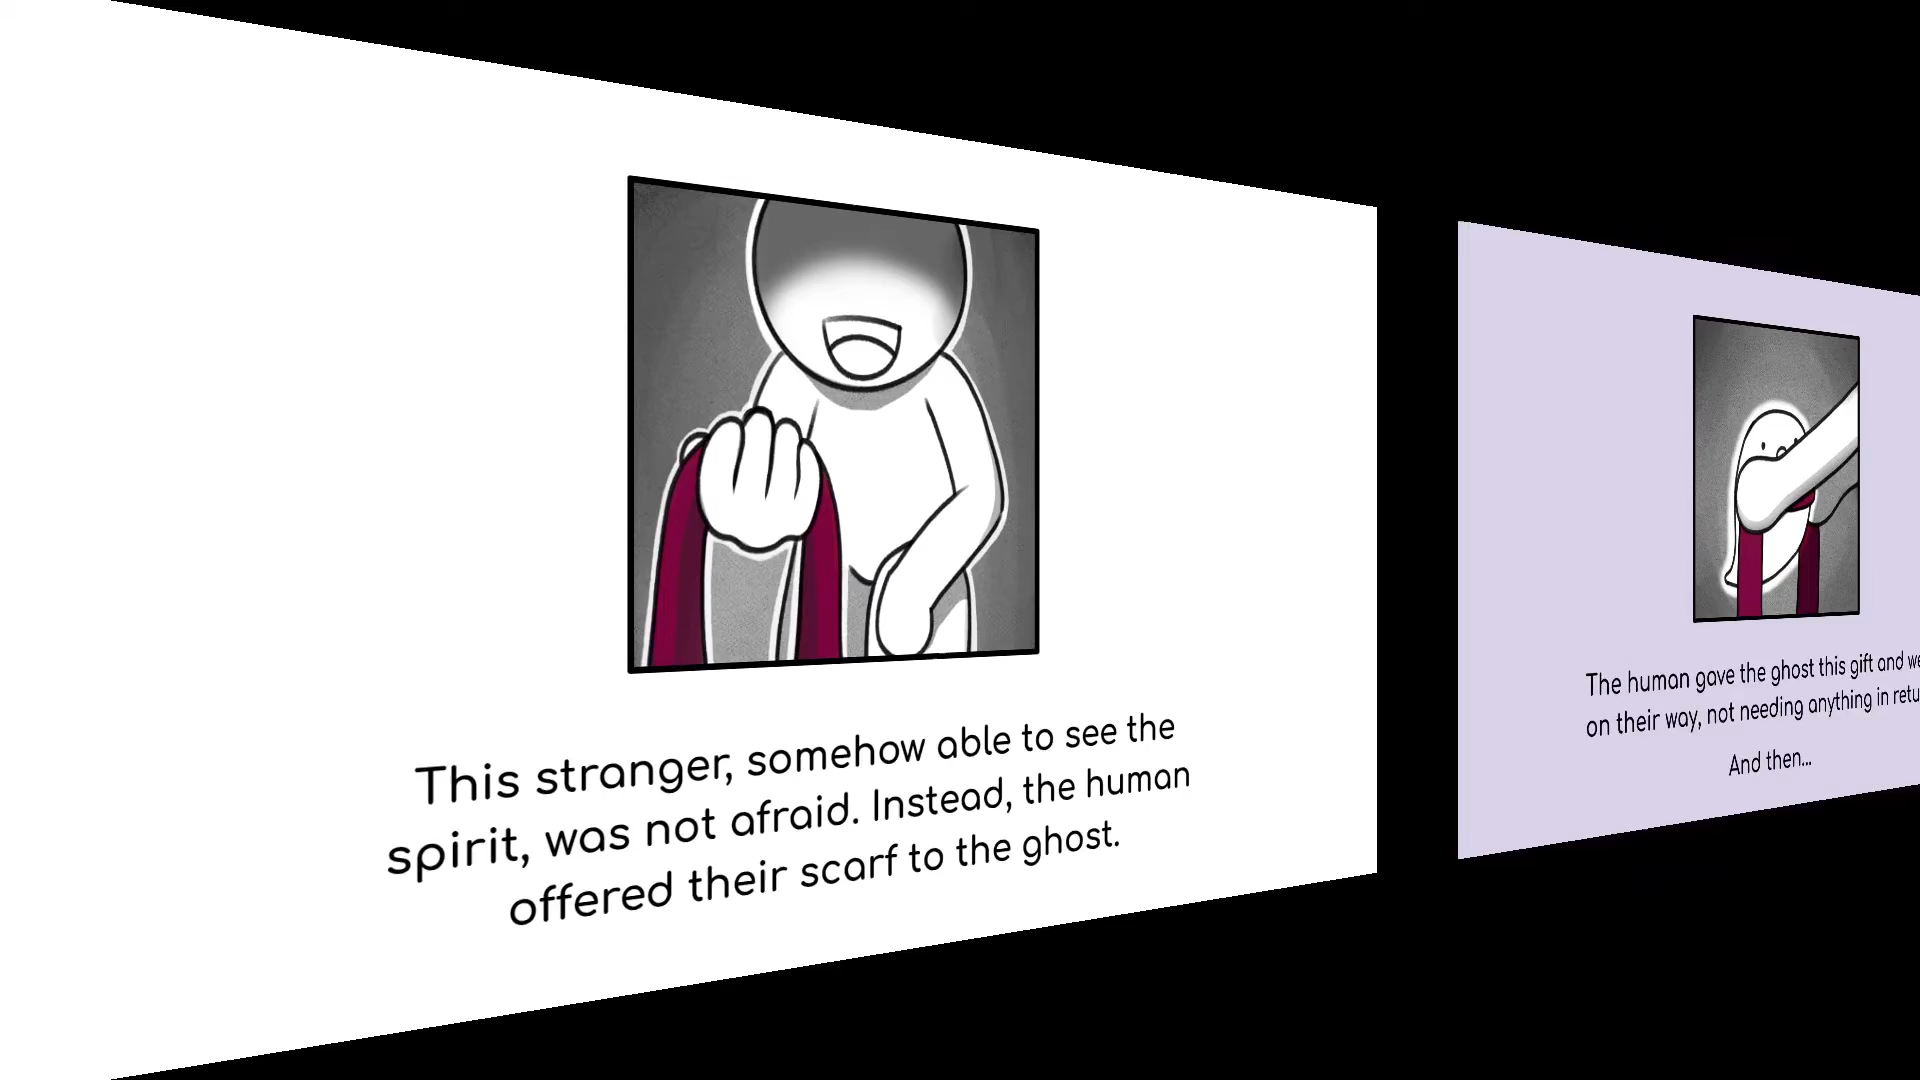 This stranger, somehow able to see the
spirit, was not afraid. Instead, the human
offered their scarf to the ghost.
The human gave the ghost this gift and
on their way, not needing anything in
And then...